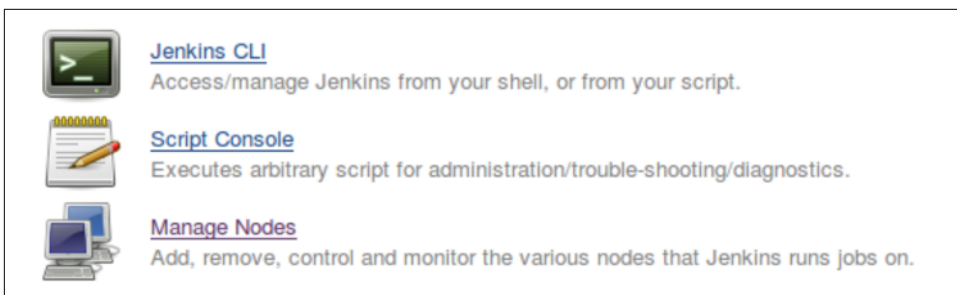 Jenkins CLI
Access/manage Jenkins from your shell, or from your script.
Script Console
Executes arbitrary script for administration/trouble-shooting/diagnostics.
Manage Nodes
Add, remove, control and monitor the various nodes that Jenkins runs jobs on.